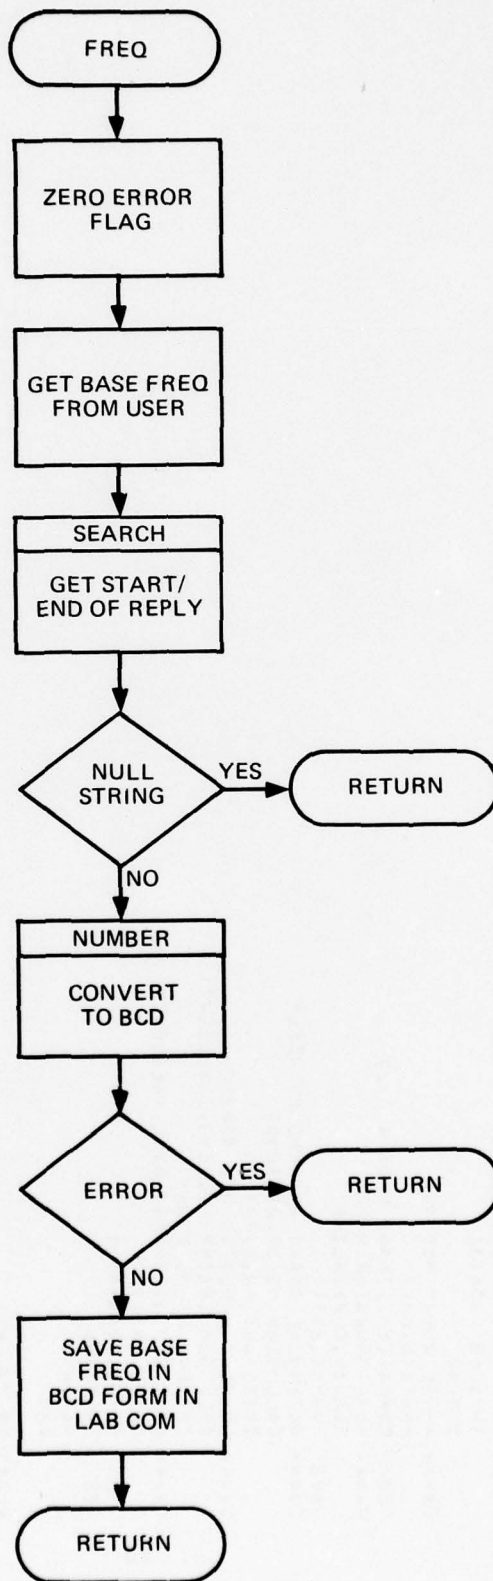 FREQ
ZERO ERROR
FLAG
GET BASE FREQ
FROM USER
SEARCH
GET START/
END OF REPLY
NULL
STRING
YES
RETURN
NO
NUMBER
CONVERT
TO BCD
ERROR
YES
RETURN
NO
SAVE BASE
FREQ IN
BCD FORM IN
LAB COM
RETURN